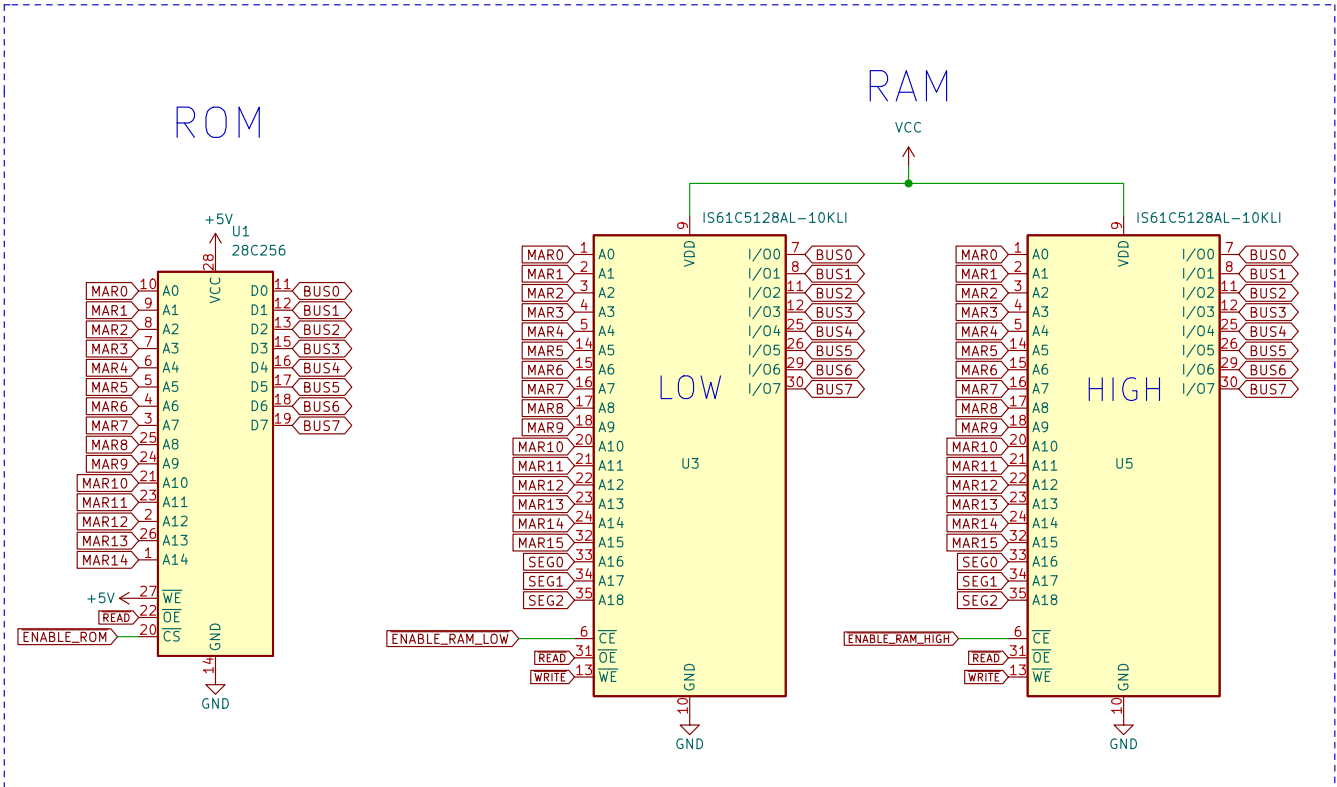 ROM
RAM
VCC
+5V
U1
28C256
28
VCC
MAR0 10 A0 D0 11 BUS0
MAR1 9 A1 D1 12 BUS1
MAR2 8 A2 D2 13 BUS2
MAR3 7 A3 D3 15 BUS3
MAR4 6 A4 D4 16 BUS4
MAR5 5 A5 D5 17 BUS5
MAR6 4 A6 D6 18 BUS6
MAR7 3 A7 D7 19 BUS7
MAR8 25 A8
MAR9 24 A9
MAR10 21 A10
MAR11 23 A11
MAR12 2 A12
MAR13 26 A13
MAR14 1 A14
+5V 27 WE
READ 22 OE
ENABLE_ROM 20 CS
GND
14
GND
IS61C5128AL-10KLI
9
VDD
MAR0 1 A0 I/O0 7 BUS0
MAR1 2 A1 I/O1 8 BUS1
MAR2 3 A2 I/O2 11 BUS2
MAR3 4 A3 I/O3 12 BUS3
MAR4 5 A4 I/O4 25 BUS4
MAR5 14 A5 I/O5 26 BUS5
MAR6 15 A6 I/O6 29 BUS6
MAR7 16 A7 I/O7 30 BUS7
LOW
MAR8 17 A8
MAR9 18 A9
MAR10 20 A10
MAR11 21 A11
U3
MAR12 22 A12
MAR13 23 A13
MAR14 24 A14
MAR15 32 A15
SEG0 33 A16
SEG1 34 A17
SEG2 35 A18
ENABLE_RAM_LOW 6 CE
READ 31 OE
WRITE 13 WE
GND
10
GND
IS61C5128AL-10KLI
9
VDD
MAR0 1 A0 I/O0 7 BUS0
MAR1 2 A1 I/O1 8 BUS1
MAR2 3 A2 I/O2 11 BUS2
MAR3 4 A3 I/O3 12 BUS3
MAR4 5 A4 I/O4 25 BUS4
MAR5 14 A5 I/O5 26 BUS5
MAR6 15 A6 I/O6 29 BUS6
MAR7 16 A7 I/O7 30 BUS7
HIGH
MAR8 17 A8
MAR9 18 A9
MAR10 20 A10
MAR11 21 A11
U5
MAR12 22 A12
MAR13 23 A13
MAR14 24 A14
MAR15 32 A15
SEG0 33 A16
SEG1 34 A17
SEG2 35 A18
ENABLE_RAM_HIGH 6 CE
READ 31 OE
WRITE 13 WE
GND
10
GND